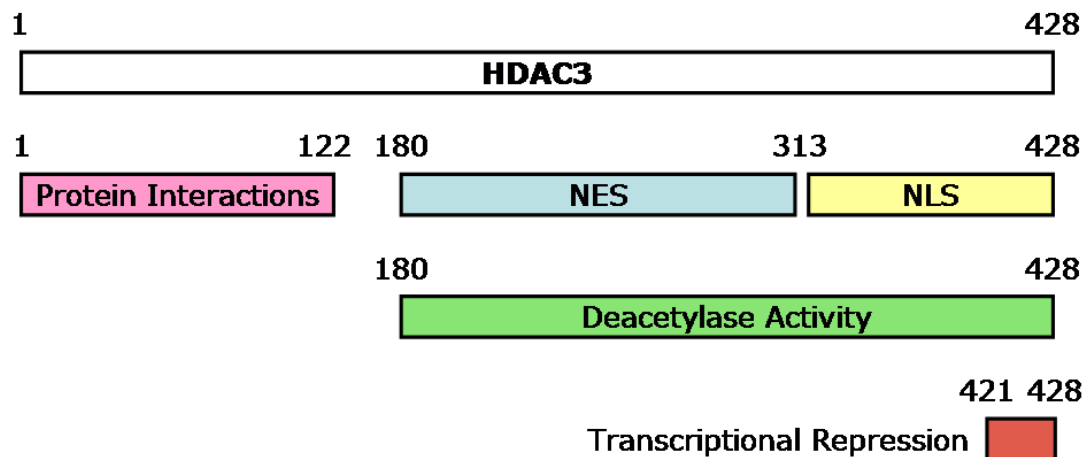 1 428
HDAC3
1 122 180 313 428
Protein Interactions NES NLS
180 428
Deacetylase Activity
421 428
Transcriptional Repression